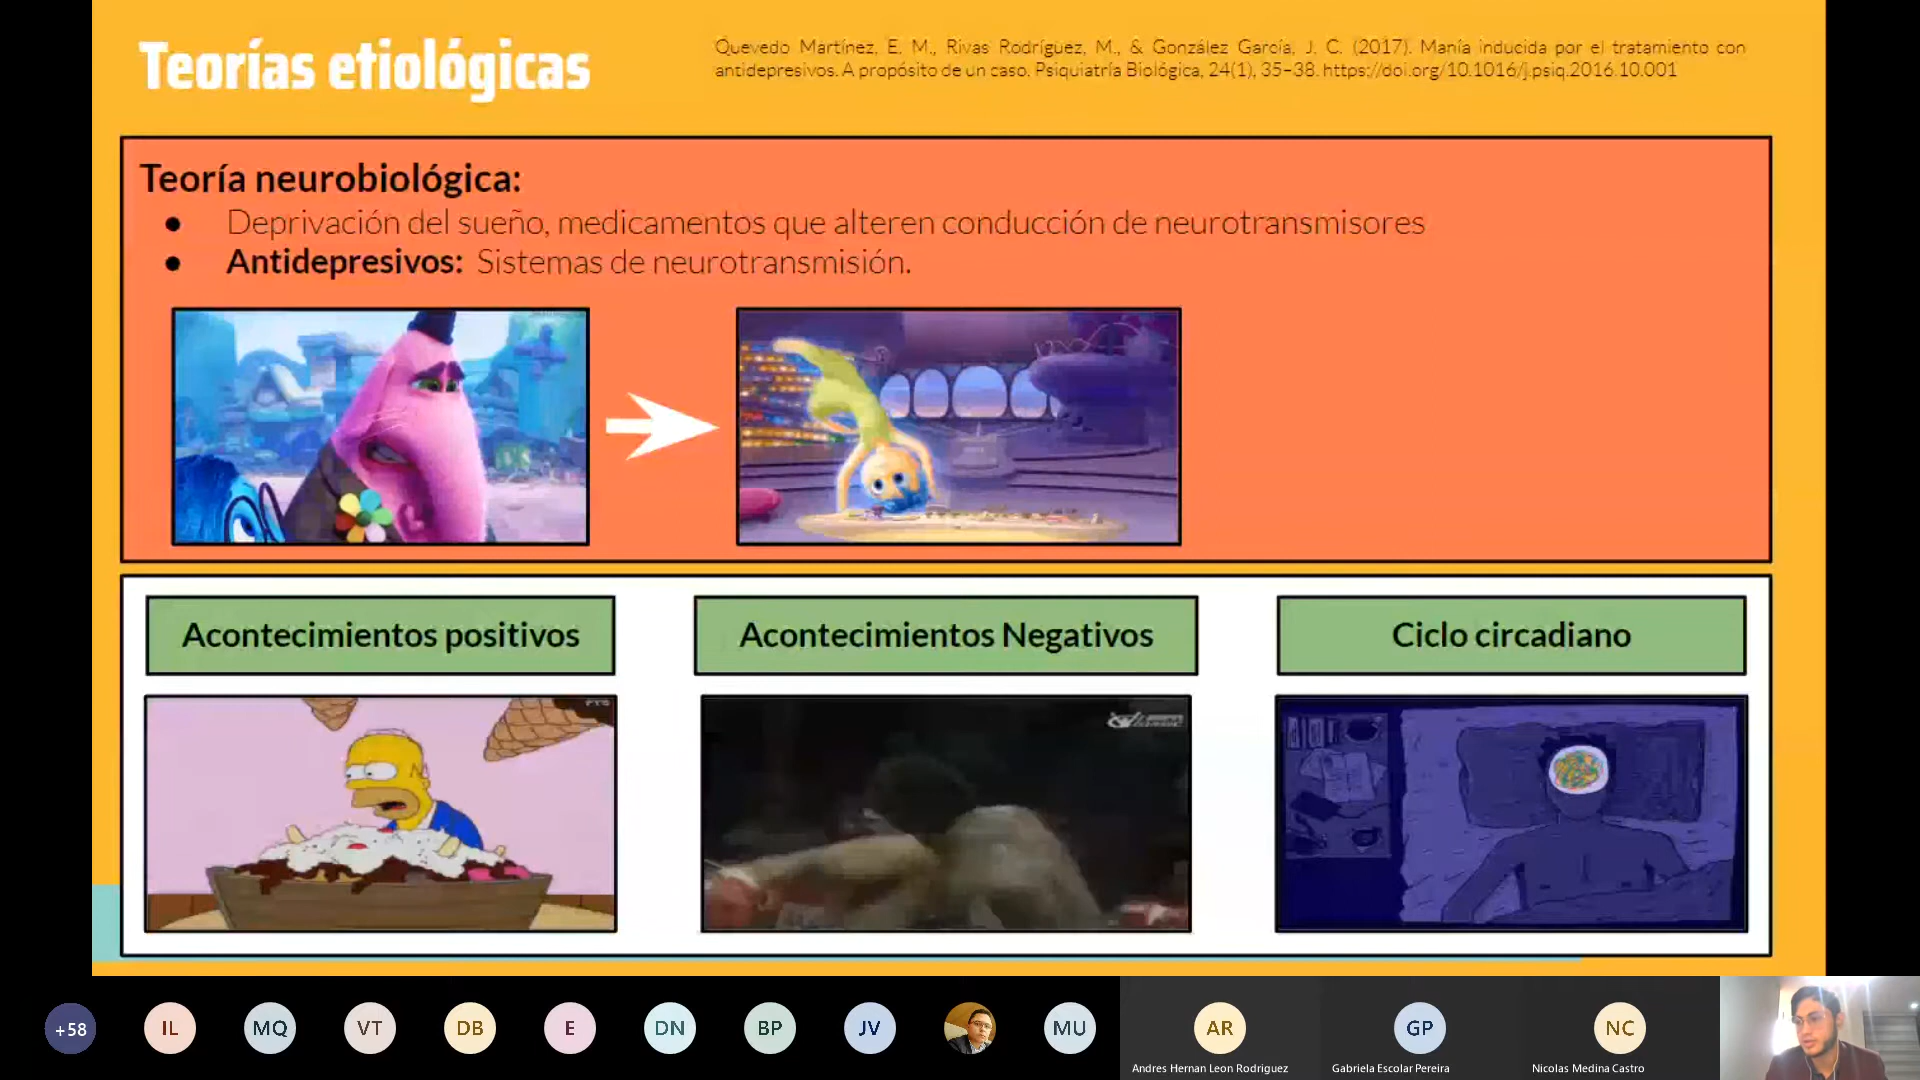 Teorías etiológicas
Quevedo Martínez, E. M., Rivas Rodríguez, M., & González García, J. C. (2017). Manía inducida por el tratamiento con
antidepresivos. A propósito de un caso. Psiquiatría Biológica, 24(1), 35–38. https://doi.org/10.1016/j.psiq.2016.10.001
Teoría neurobiológica:
● Deprivación del sueño, medicamentos que alteren conducción de neurotransmisores
● Antidepresivos: Sistemas de neurotransmisión.
Acontecimientos positivos
Acontecimientos Negativos
Ciclo circadiano
+58
IL
MQ
VT
DB
E
DN
BP
JV
MU
AR
GP
NC
Andres Hernan Leon Rodriguez
Gabriela Escolar Pereira
Nicolas Medina Castro